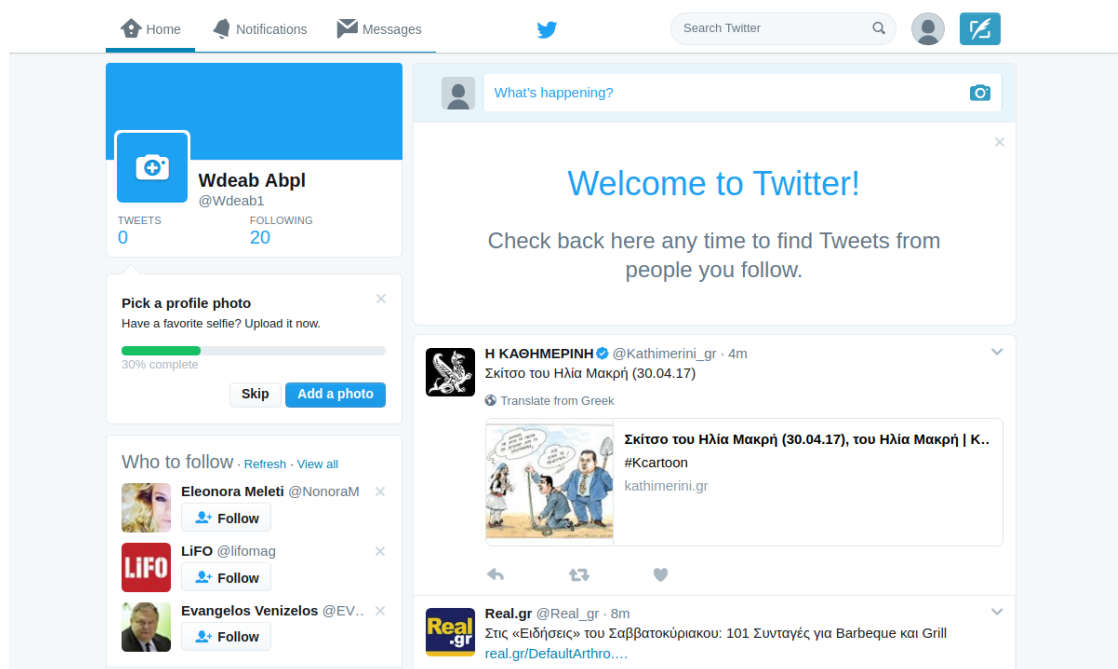 Home
Notifications
Messages
Search Twitter
Wdeab Abpl
@Wdeab1
TWEETS
0
FOLLOWING
20
Pick a profile photo
Have a favorite selfie? Upload it now.
30% complete
Skip
Add a photo
Who to follow · Refresh · View all
Eleonora Meleti @NonoraM
Follow
LiFO @lifomag
LiFO
Follow
Evangelos Venizelos @EV..
Follow
What's happening?
Welcome to Twitter!
Check back here any time to find Tweets from
people you follow.
Η ΚΑΘΗΜΕΡΙΝΗ @Kathimerini_gr · 4m
Σκίτσο του Ηλία Μακρή (30.04.17)
Translate from Greek
Σκίτσο του Ηλία Μακρή (30.04.17), του Ηλία Μακρή | Κ..
#Kcartoon
kathimerini.gr
Real
.gr
Real.gr @Real_gr · 8m
Στις «Ειδήσεις» του Σαββατοκύριακου: 101 Συνταγές για Barbeque και Grill
real.gr/DefaultArthro....